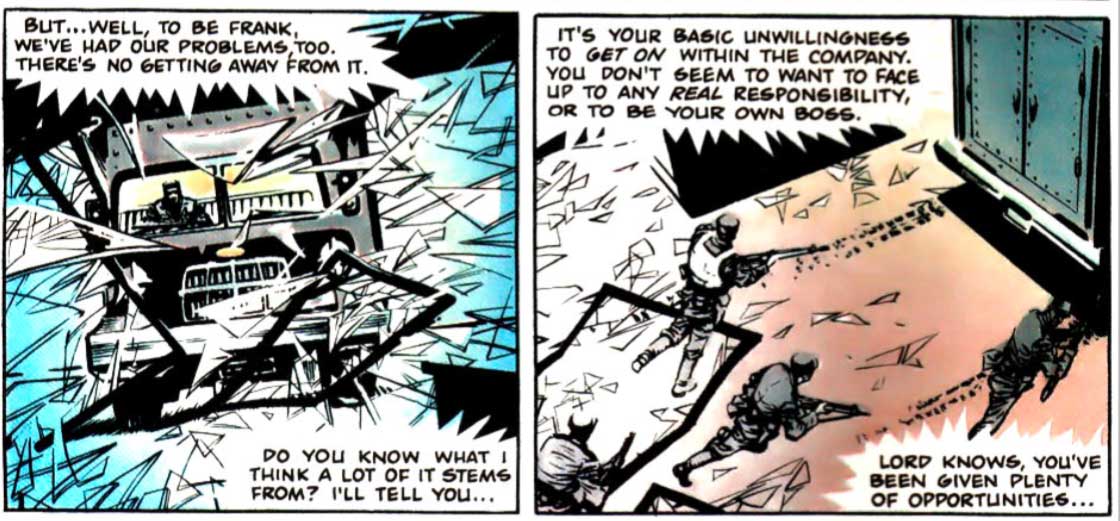 BUT...WELL, TO BE FRANK,
WE'VE HAD OUR PROBLEMS, TOO.
THERE'S NO GETTING AWAY FROM IT.
DO YOU KNOW WHAT I
THINK A LOT OF IT STEMS
FROM? I'LL TELL YOU...
IT'S YOUR BASIC UNWILLINGNESS
TO GET ON WITHIN THE COMPANY.
YOU DON'T SEEM TO WANT TO FACE
UP TO ANY REAL RESPONSIBILITY,
OR TO BE YOUR OWN BOSS.
LORD KNOWS, YOU'VE
BEEN GIVEN PLENTY
OF OPPORTUNITIES...